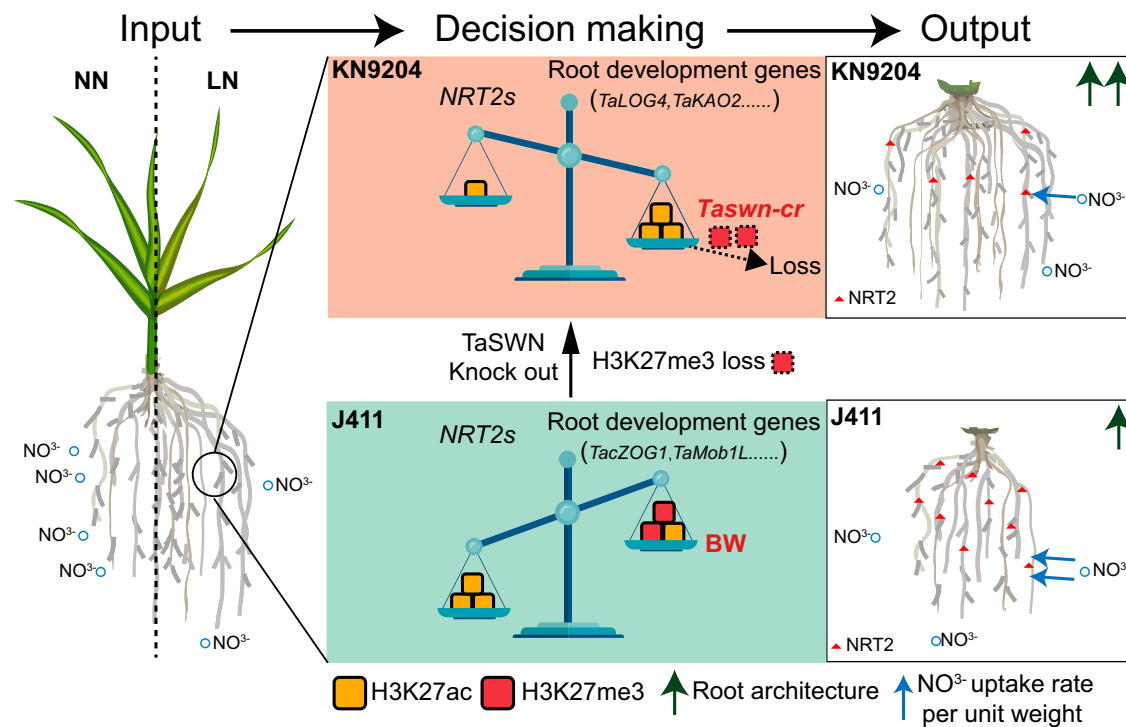 Input
Decision making
Output
NN
LN
NO³⁻
NO³⁻
NO³⁻
NO³⁻
NO³⁻
NO³⁻
KN9204
NRT2s
Root development genes
(TaLOG4,TaKAO2......)
Taswn-cr
Loss
KN9204
NO³⁻
NO³⁻
NO³⁻
NRT2
TaSWN
Knock out
H3K27me3 loss
J411
NRT2s
Root development genes
(TacZOG1,TaMob1L......)
BW
J411
NO³⁻
NO³
NO³⁻
NRT2
H3K27ac
H3K27me3
Root architecture
NO³⁻ uptake rate
per unit weight